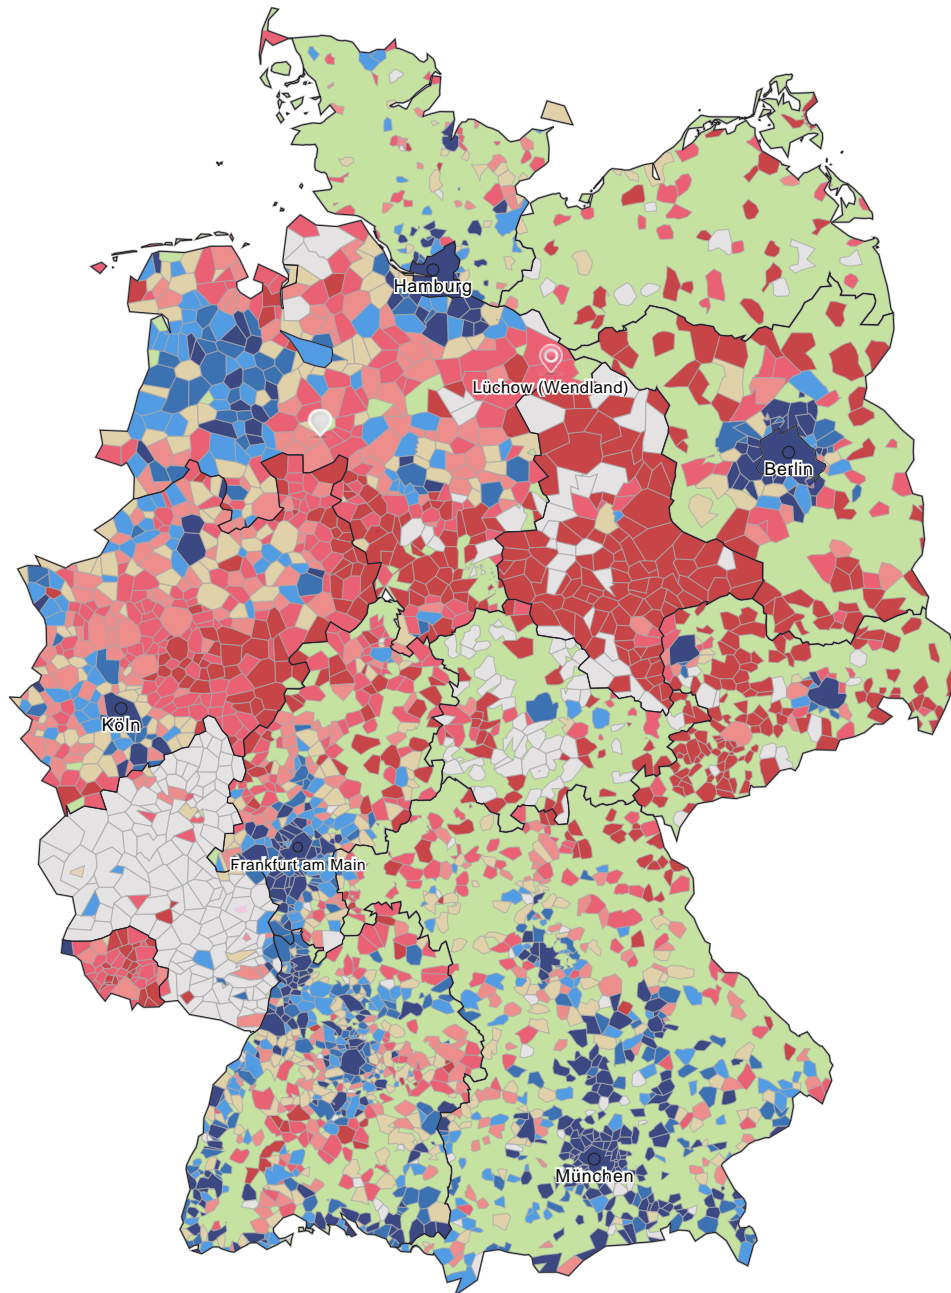 Hamburg
Lüchow (Wendland)
Berlin
Köln
Frankfurt am Main
München